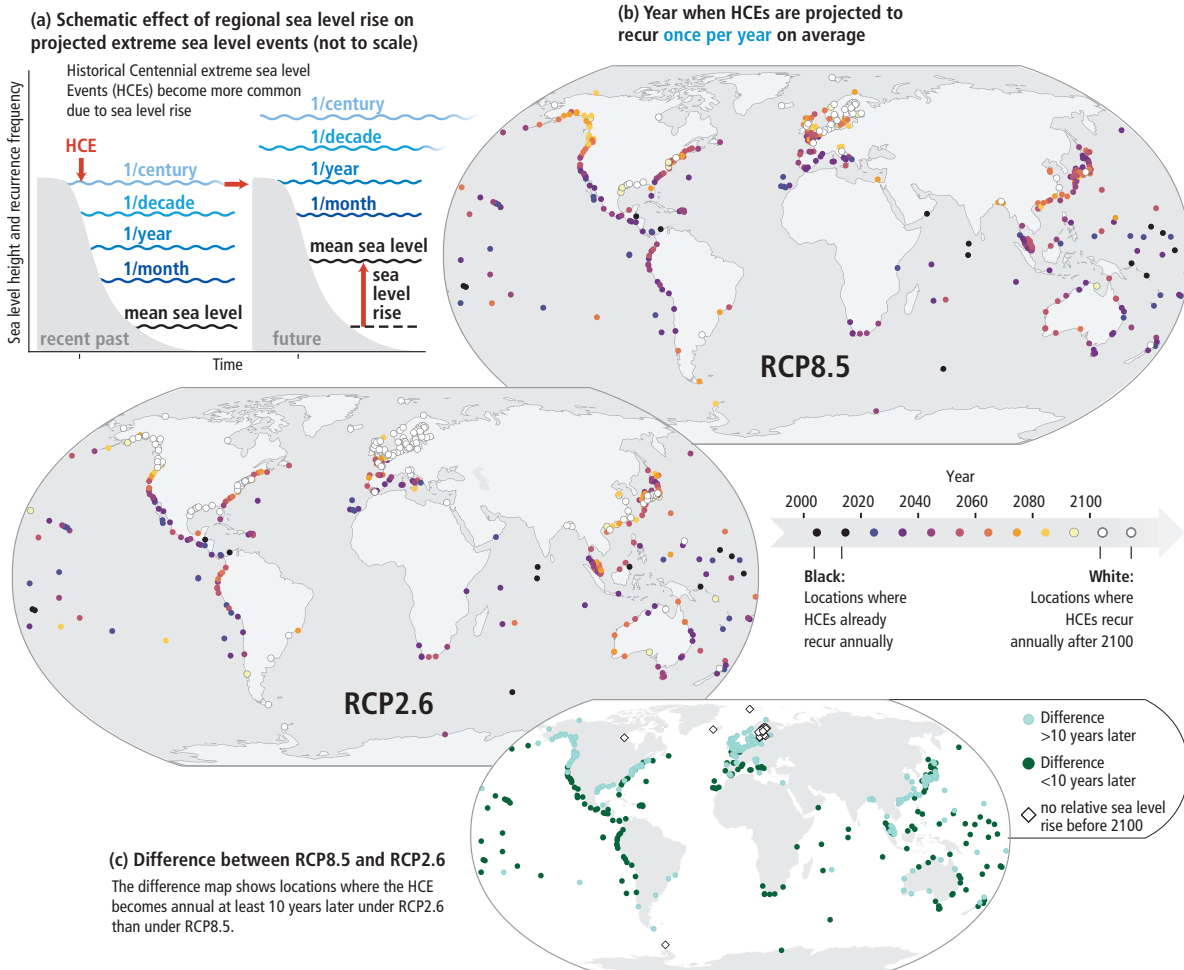 (a) Schematic effect of regional sea level rise on
projected extreme sea level events (not to scale)
Sea level height and recurrence frequency
Historical Centennial extreme sea level
Events (HCEs) become more common
due to sea level rise
HCE
1/century
1/decade
1/year
1/month
mean sea level
recent past
1/century
1/decade
1/year
1/month
mean sea level
sea
level
rise
future
Time
(b) Year when HCEs are projected to
recur once per year on average
RCP8.5
RCP2.6
Year
2000 2020 2040 2060 2080 2100
Black:
Locations where
HCEs already
recur annually
White:
Locations where
HCEs recur
annually after 2100
Difference
>10 years later
Difference
<10 years later
no relative sea level
rise before 2100
(c) Difference between RCP8.5 and RCP2.6
The difference map shows locations where the HCE
becomes annual at least 10 years later under RCP2.6
than under RCP8.5.